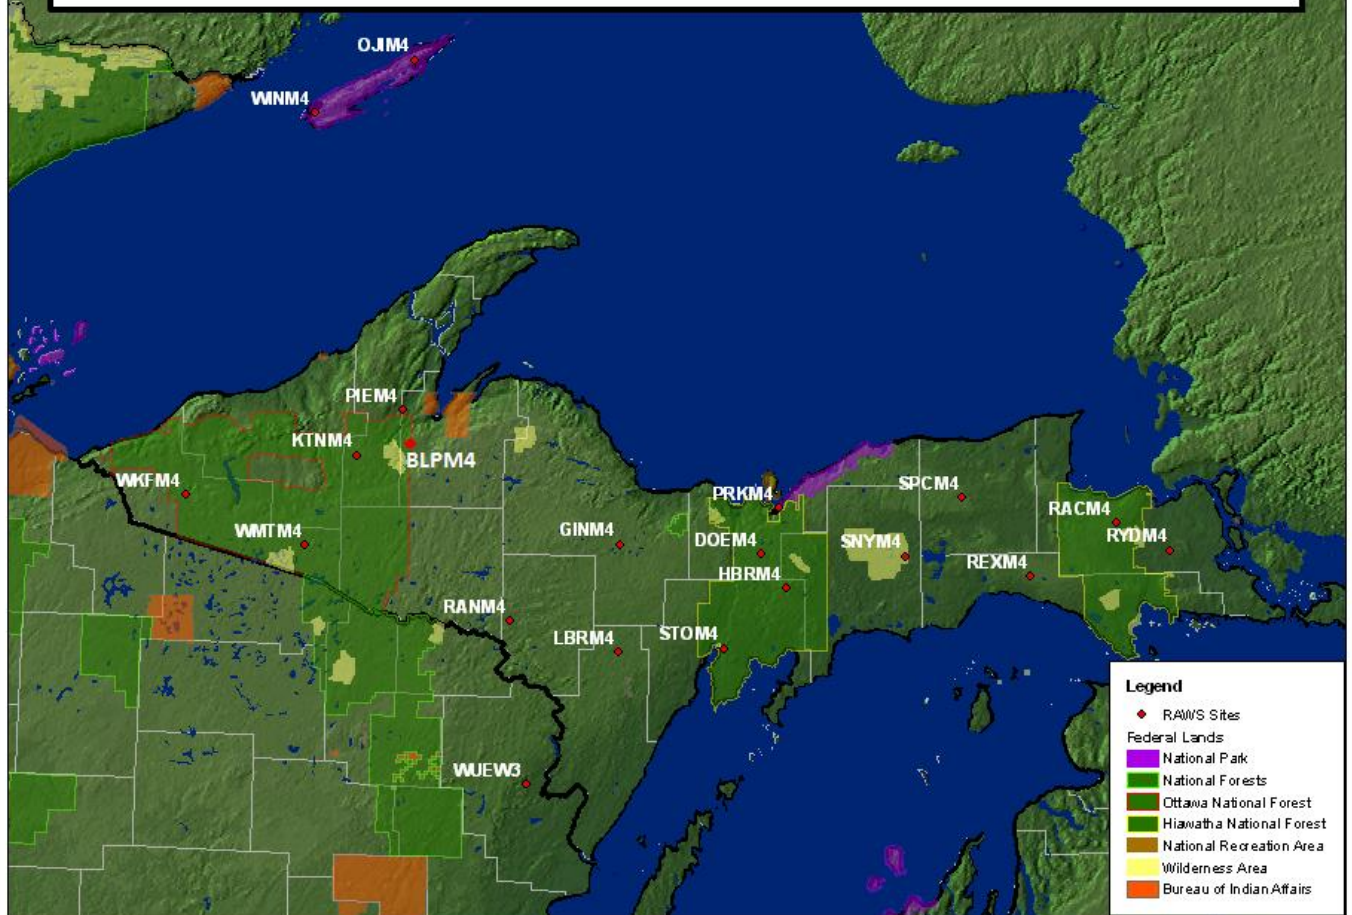 OJIM4
WINM4
PIEM4
KTNM4
BLPM4
WKFM4
WMTM4
GINM4
PRKM4
SPCM4
DOEM4
SNYM4
RACM4
RYDM4
HBRM4
REXM4
RANM4
LBRM4
STOM4
WUEW3
Legend
RAWS Sites
Federal Lands
National Park
National Forests
Ottawa National Forest
Hiawatha National Forest
National Recreation Area
Wilderness Area
Bureau of Indian Affairs